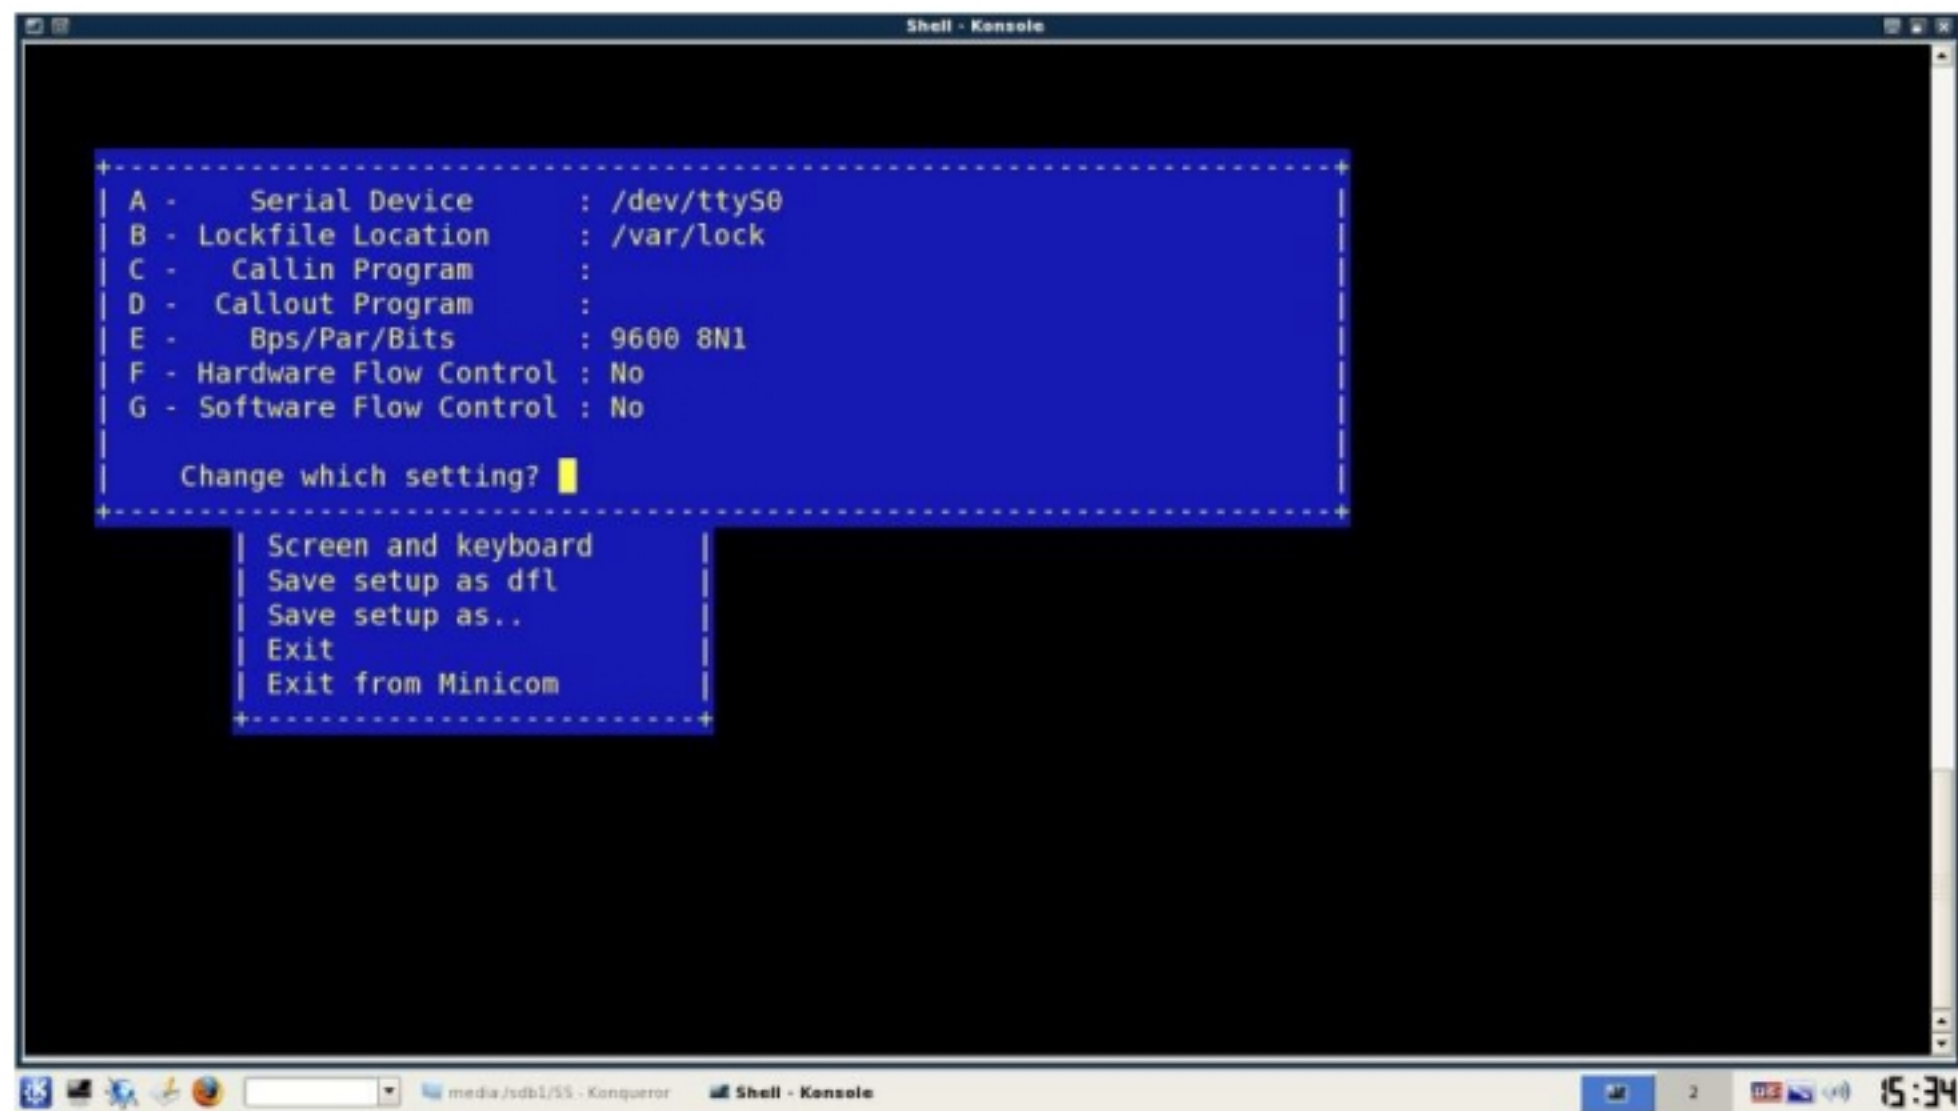 Shell - Konsole
A - Serial Device : /dev/ttyS0
B - Lockfile Location : /var/lock
C - Callin Program :
D - Callout Program :
E - Bps/Par/Bits : 9600 8N1
F - Hardware Flow Control : No
G - Software Flow Control : No
Change which setting?
Screen and keyboard
Save setup as dfl
Save setup as..
Exit
Exit from Minicom
media:/sdb1/SS - Konqueror Shell - Konsole 2 US 15:34